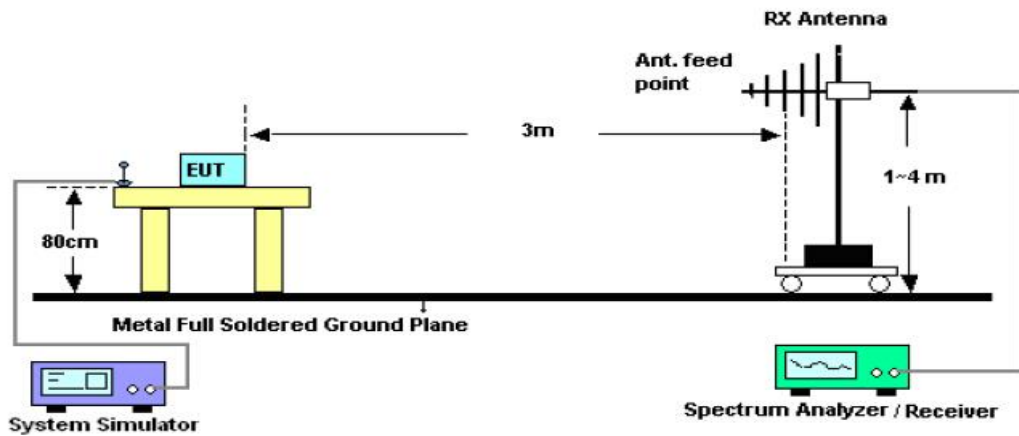 RX Antenna
Ant. feed
point
3m
EUT
1~4 m
80cm
Metal Full Soldered Ground Plane
System Simulator
Spectrum Analyzer / Receiver